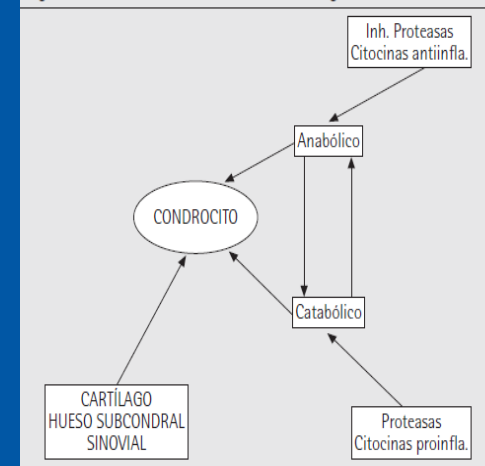 Inh. Proteasas
Citocinas antiinfla.
Anabólico
CONDROCITO
Catabólico
CARTÍLAGO
HUESO SUBCONDRAL
SINOVIAL
Proteasas
Citocinas proinfla.